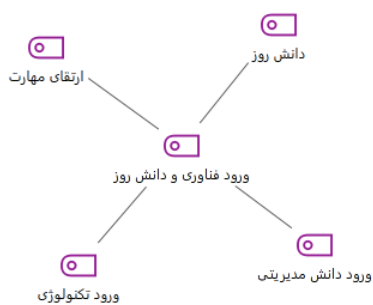 دانش روز
ارتقای مهارت
ورود فناوری و دانش روز
ورود دانش مدیریتی
ورود تکنولوژی